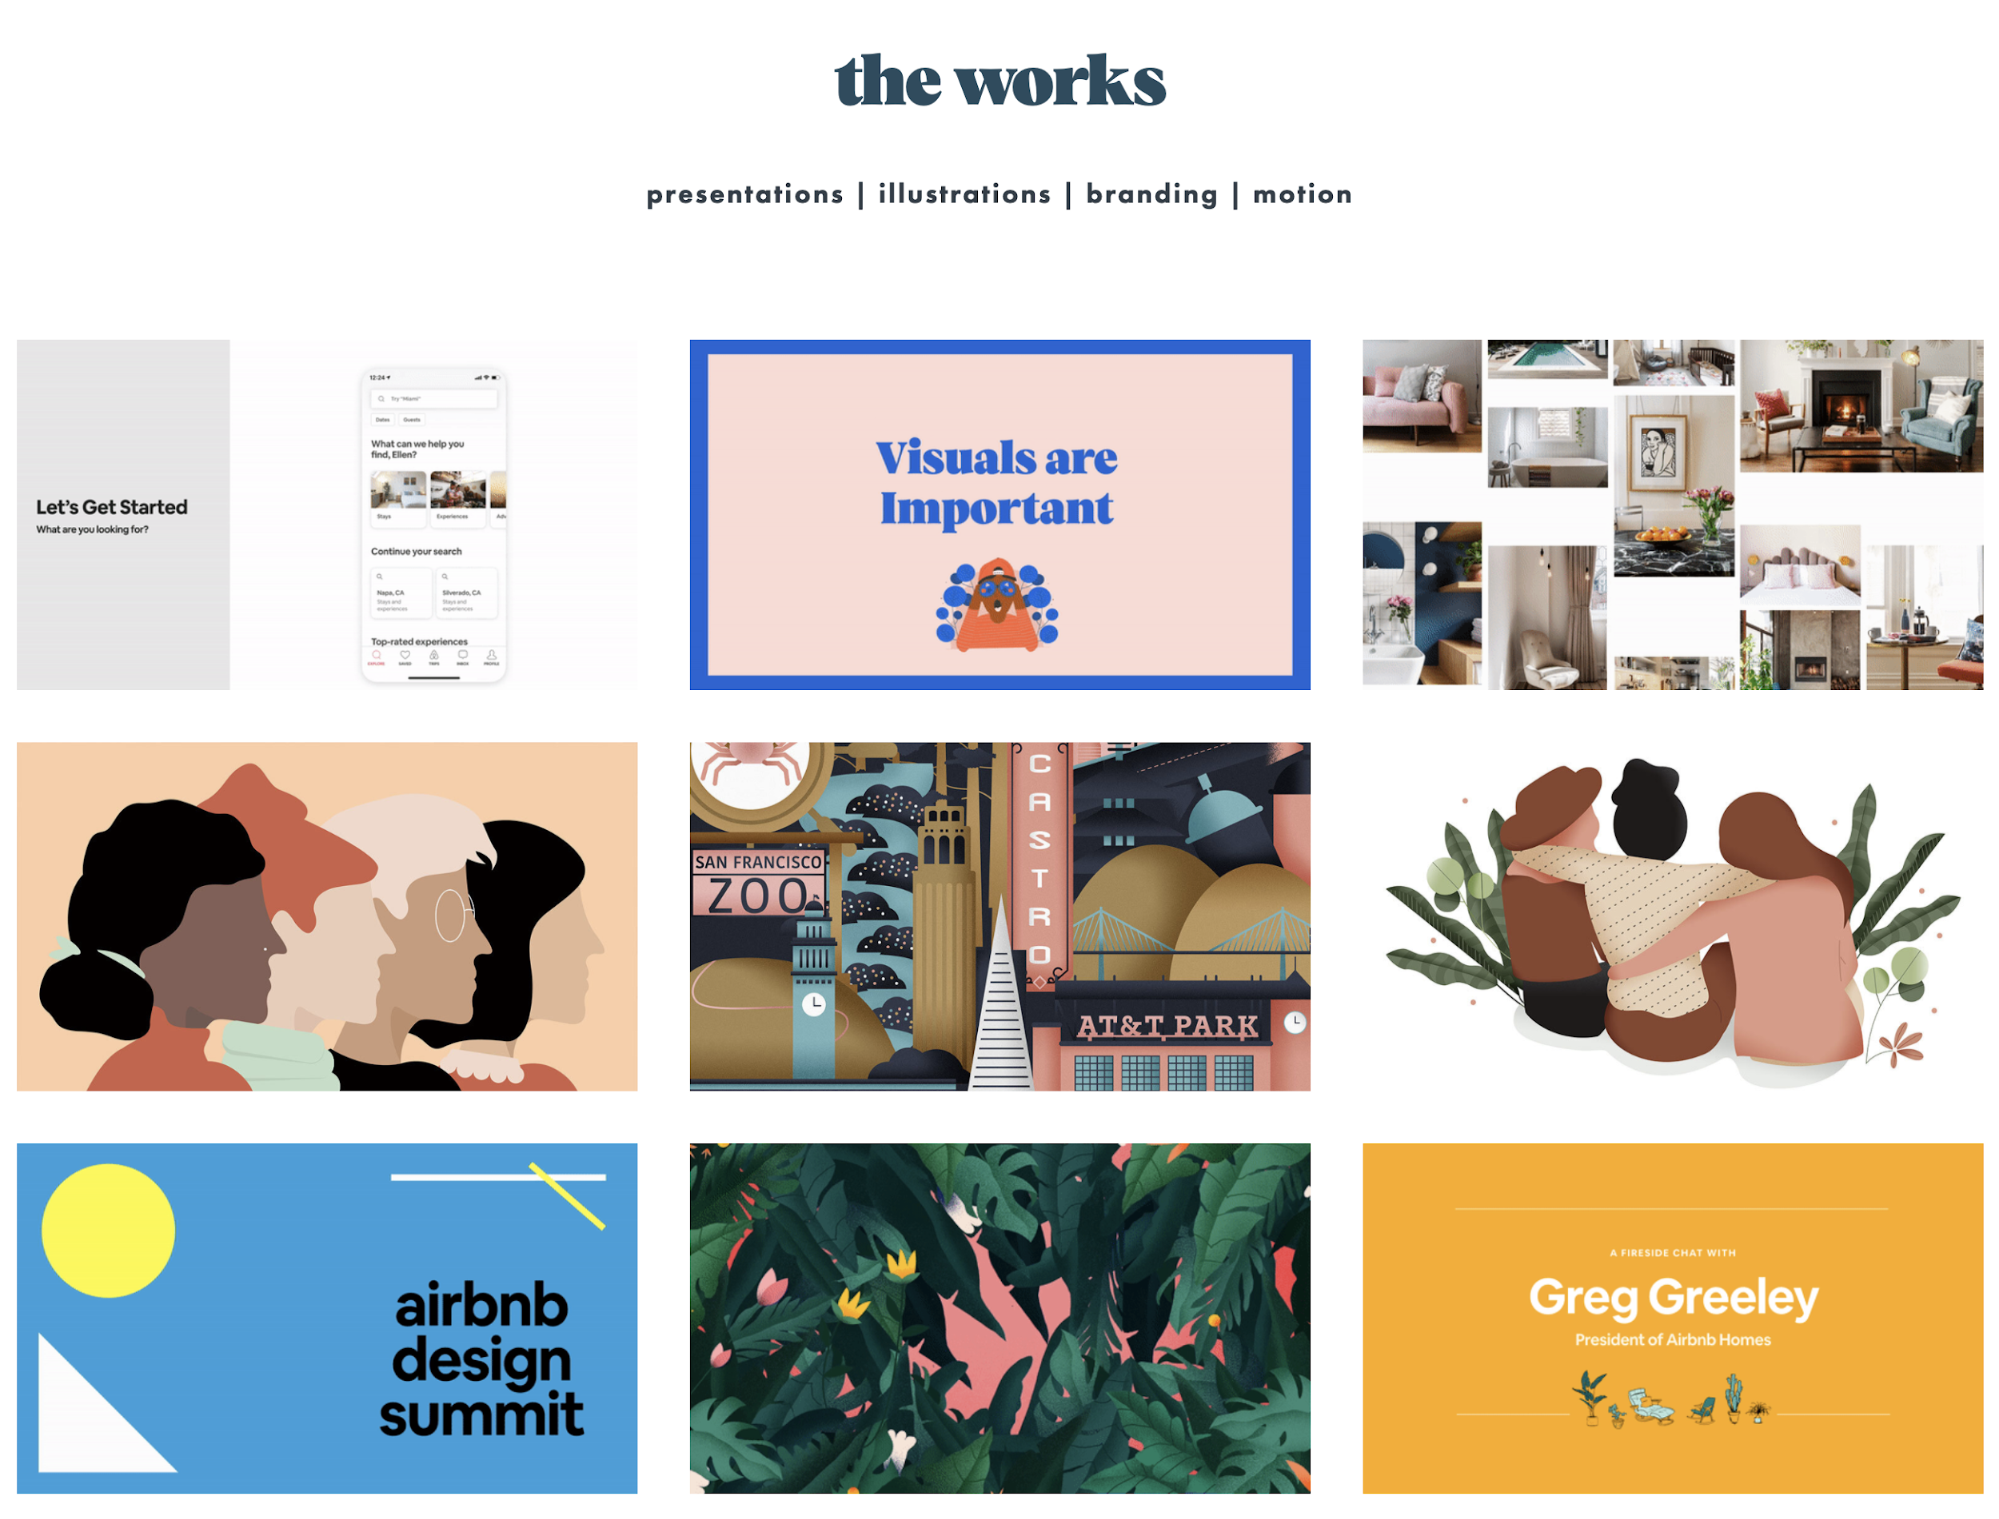 the works
presentations | illustrations | branding | motion
Let's Get Started
What are you looking for?
12:24
Try "Miami"
Dates
Guests
What can we help you
find, Ellen?
Stays
Experiences
Adv
Continue your search
Napa, CA
Stays and
experiences
Silverado, CA
Stays and
experiences
Top-rated experiences
EXPLORE
SAVED
TRIPS
INBOX
PROFILE
Visuals are
Important
SAN FRANCISCO
ZOO
CASTRO
AT&T PARK
airbnb
design
summit
A FIRESIDE CHAT WITH
Greg Greeley
President of Airbnb Homes